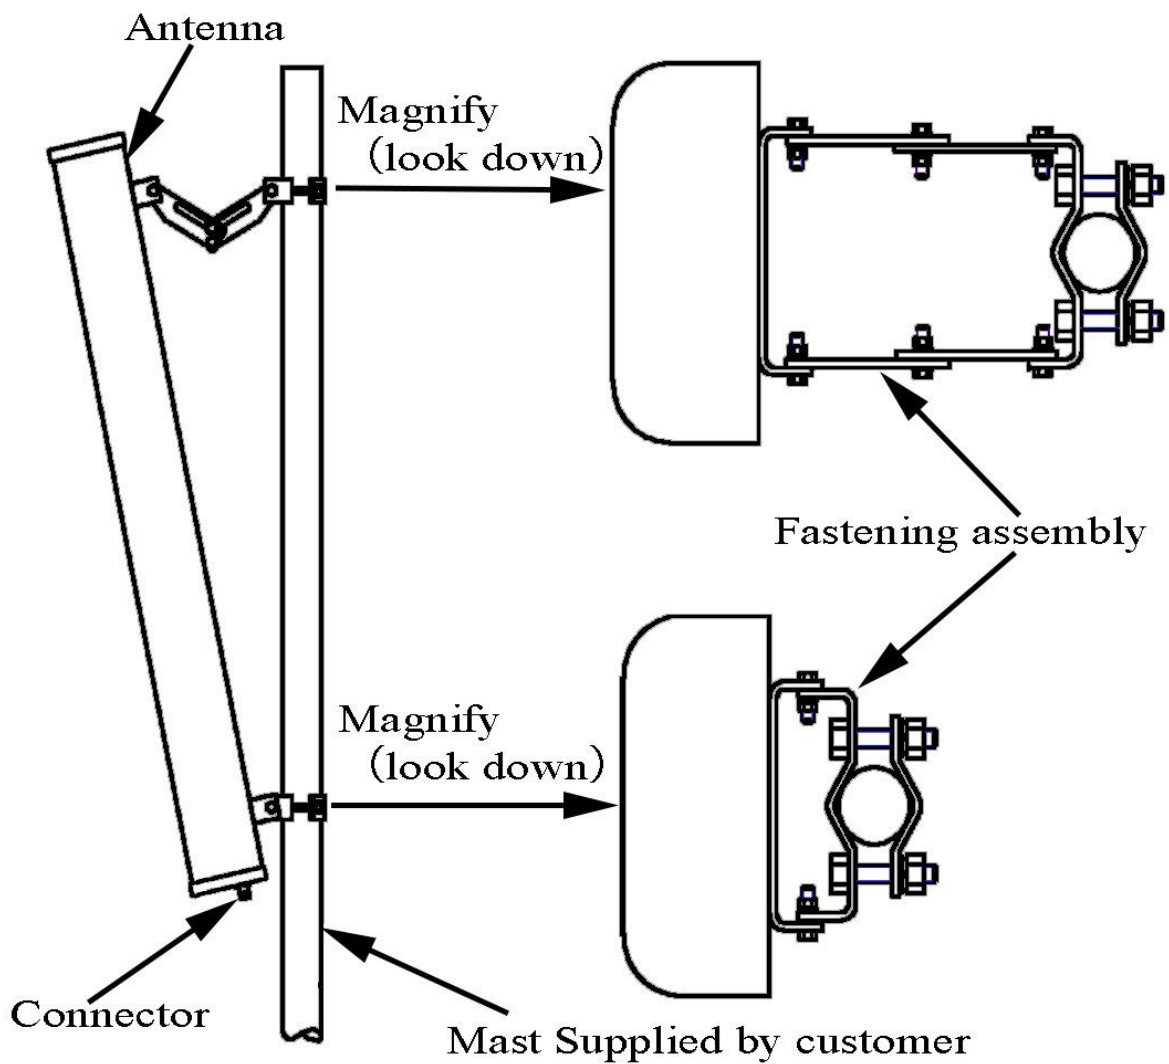 Antenna
Magnify
(look down)
Fastening assembly
Magnify
(look down)
Connector
Mast Supplied by customer